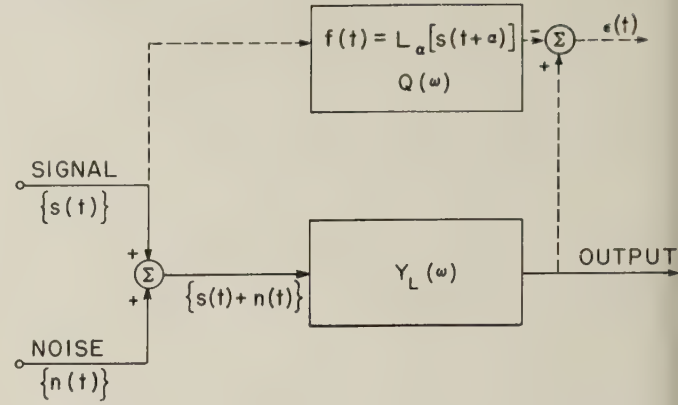 f(t) = L_α[s(t+α)]
Q(ω)
−
Σ
+
ϵ(t)
SIGNAL
{s(t)}
+
Σ
+
{s(t)+n(t)}
Y_L(ω)
OUTPUT
NOISE
{n(t)}